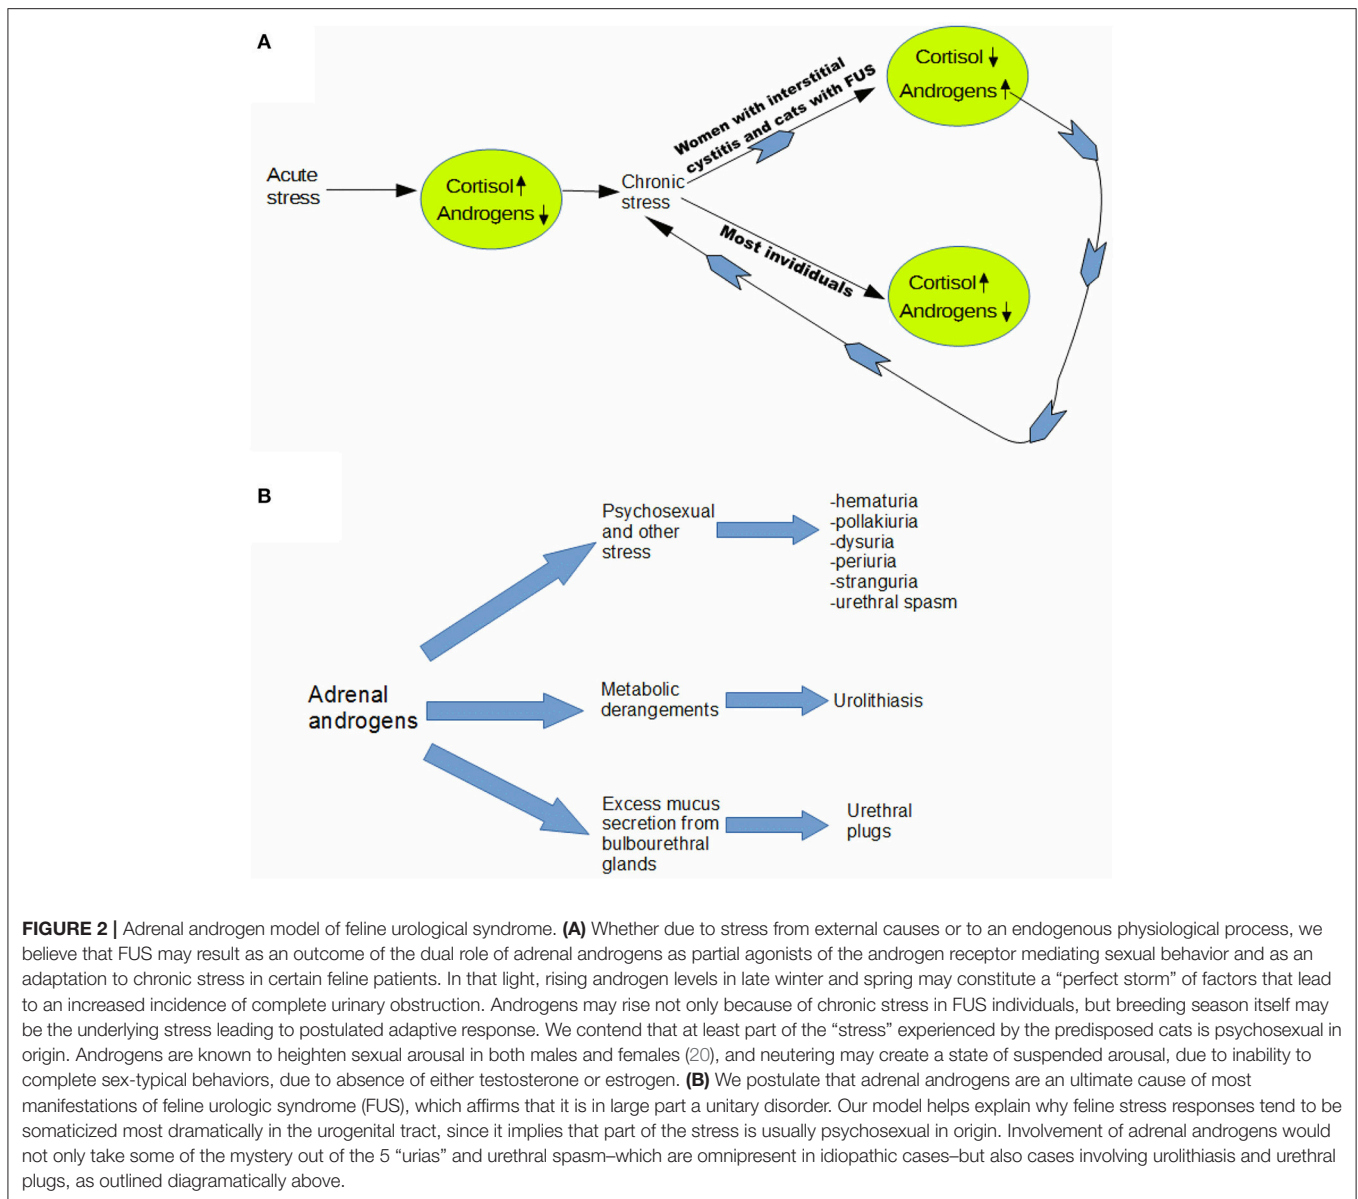 A
Cortisol ↓
Androgens ↑
Women with interstitial
cystitis and cats with FUS
Acute
stress
Cortisol ↑
Androgens ↓
Chronic
stress
Most invididuals
Cortisol ↑
Androgens ↓
B
Psychosexual
and other
stress
-hematuria
-pollakiuria
-dysuria
-periuria
-stranguria
-urethral spasm
Adrenal
androgens
Metabolic
derangements
Urolithiasis
Excess mucus
secretion from
bulbourethral
glands
Urethral
plugs
FIGURE 2 | Adrenal androgen model of feline urological syndrome. (A) Whether due to stress from external causes or to an endogenous physiological process, we
believe that FUS may result as an outcome of the dual role of adrenal androgens as partial agonists of the androgen receptor mediating sexual behavior and as an
adaptation to chronic stress in certain feline patients. In that light, rising androgen levels in late winter and spring may constitute a “perfect storm” of factors that lead
to an increased incidence of complete urinary obstruction. Androgens may rise not only because of chronic stress in FUS individuals, but breeding season itself may
be the underlying stress leading to postulated adaptive response. We contend that at least part of the “stress” experienced by the predisposed cats is psychosexual in
origin. Androgens are known to heighten sexual arousal in both males and females (20), and neutering may create a state of suspended arousal, due to inability to
complete sex-typical behaviors, due to absence of either testosterone or estrogen. (B) We postulate that adrenal androgens are an ultimate cause of most
manifestations of feline urologic syndrome (FUS), which affirms that it is in large part a unitary disorder. Our model helps explain why feline stress responses tend to be
somaticized most dramatically in the urogenital tract, since it implies that part of the stress is usually psychosexual in origin. Involvement of adrenal androgens would
not only take some of the mystery out of the 5 “urias” and urethral spasm–which are omnipresent in idiopathic cases–but also cases involving urolithiasis and urethral
plugs, as outlined diagramatically above.